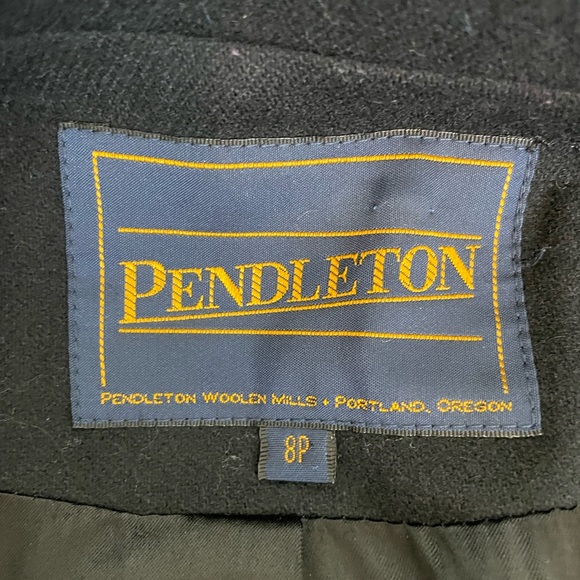 PENDLETON
PENDLETON WOOLEN MILLS • PORTLAND, OREGON
8P